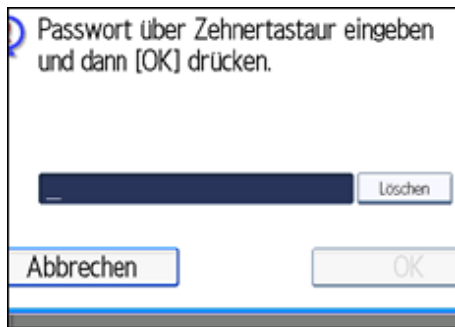 Passwort über Zehnertastaur eingeben
und dann [OK] drücken.
_
Löschen
Abbrechen
OK